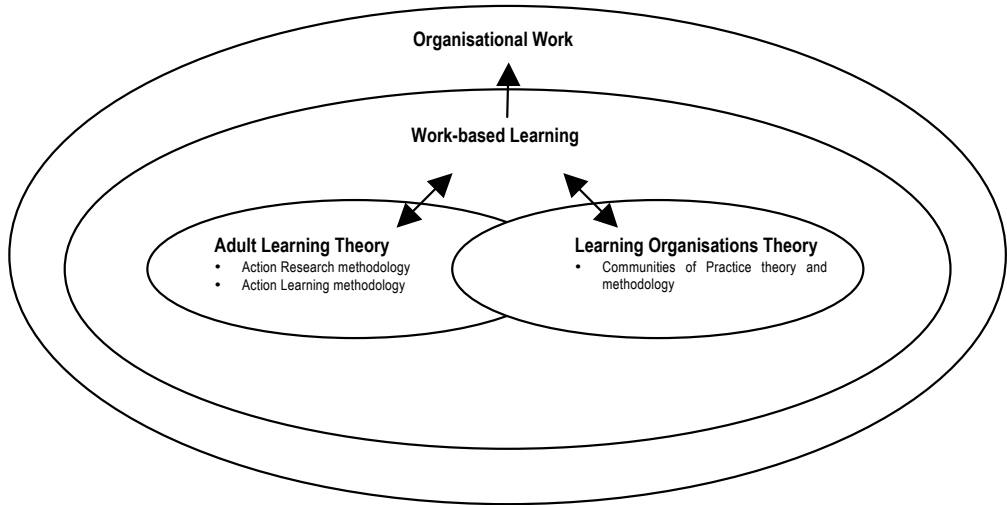 Organisational Work
Work-based Learning
Adult Learning Theory
• Action Research methodology
• Action Learning methodology
Learning Organisations Theory
• Communities of Practice theory and
methodology